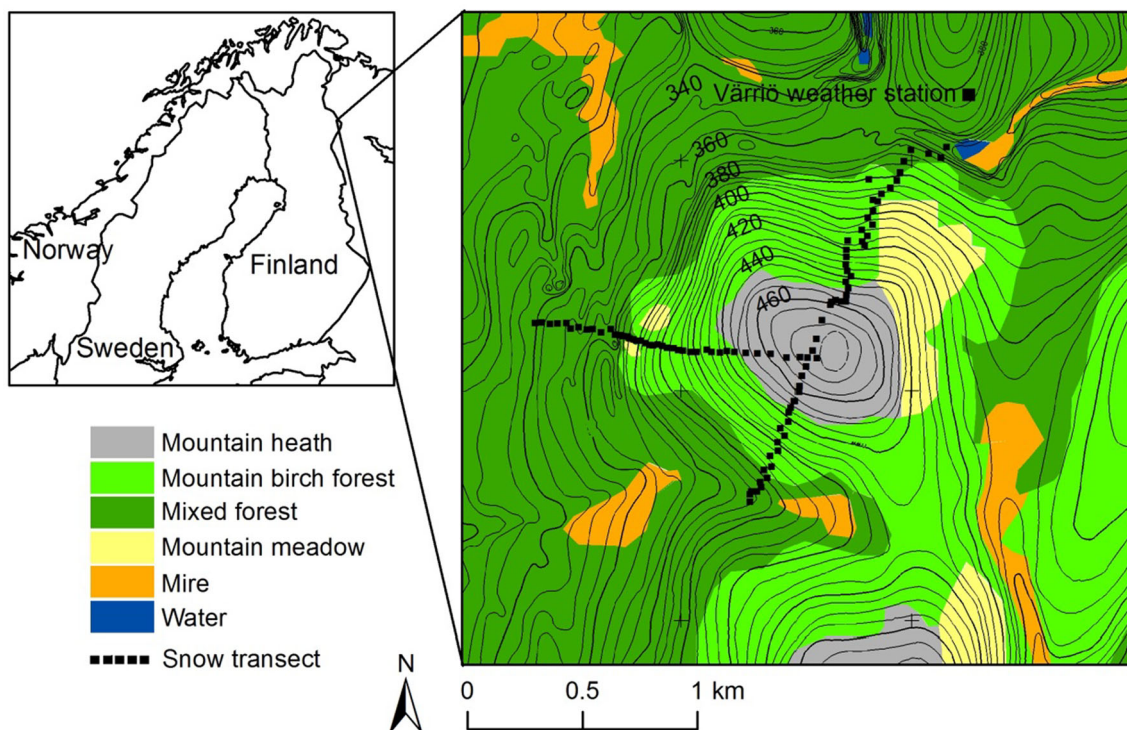 Norway
Sweden
Finland
340
360
380
400
420
440
460
360
Värriö weather station
Mountain heath
Mountain birch forest
Mixed forest
Mountain meadow
Mire
Water
Snow transect
N
0 0.5 1 km